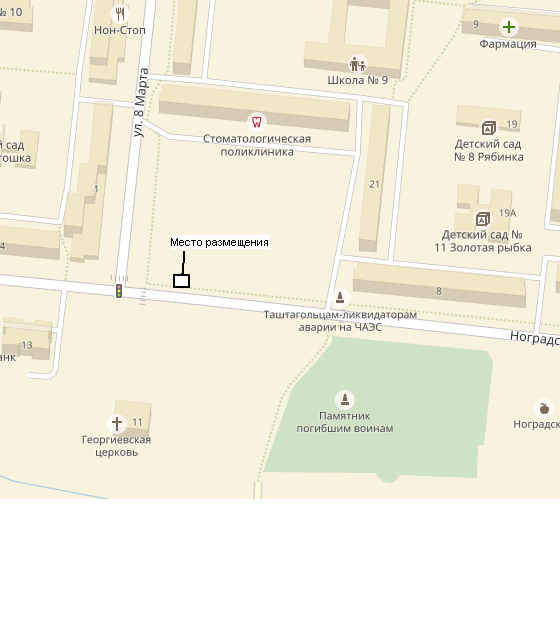 № 10
Нон-Стоп
9
Фармация
Школа № 9
ул. 8 Марта
Стоматологическая
поликлиника
19
Детский сад
№ 8 Рябинка
й сад
тошка
1
21
19А
Детский сад №
11 Золотая рыбка
4
Место размещения
8
Таштагольцам-ликвидаторам
аварии на ЧАЭС
Ноградс
13
анк
11
Георгиевская
церковь
Памятник
погибшим воинам
Ноградск